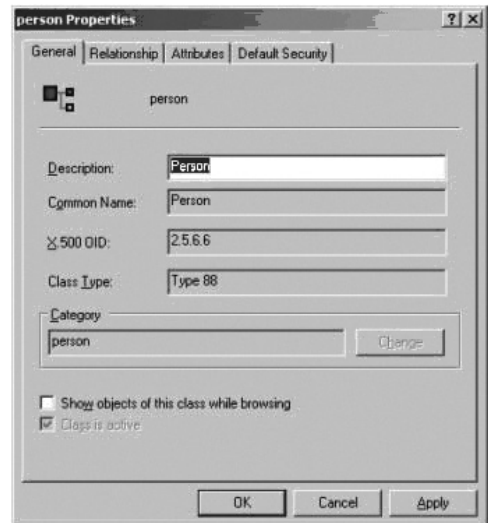 person Properties
General Relationship Attributes Default Security
person
Description: Person
Common Name: Person
X.500 OID: 2.5.6.6
Class Type: Type 88
Category
person Change
Show objects of this class while browsing
Class is active
OK Cancel Apply